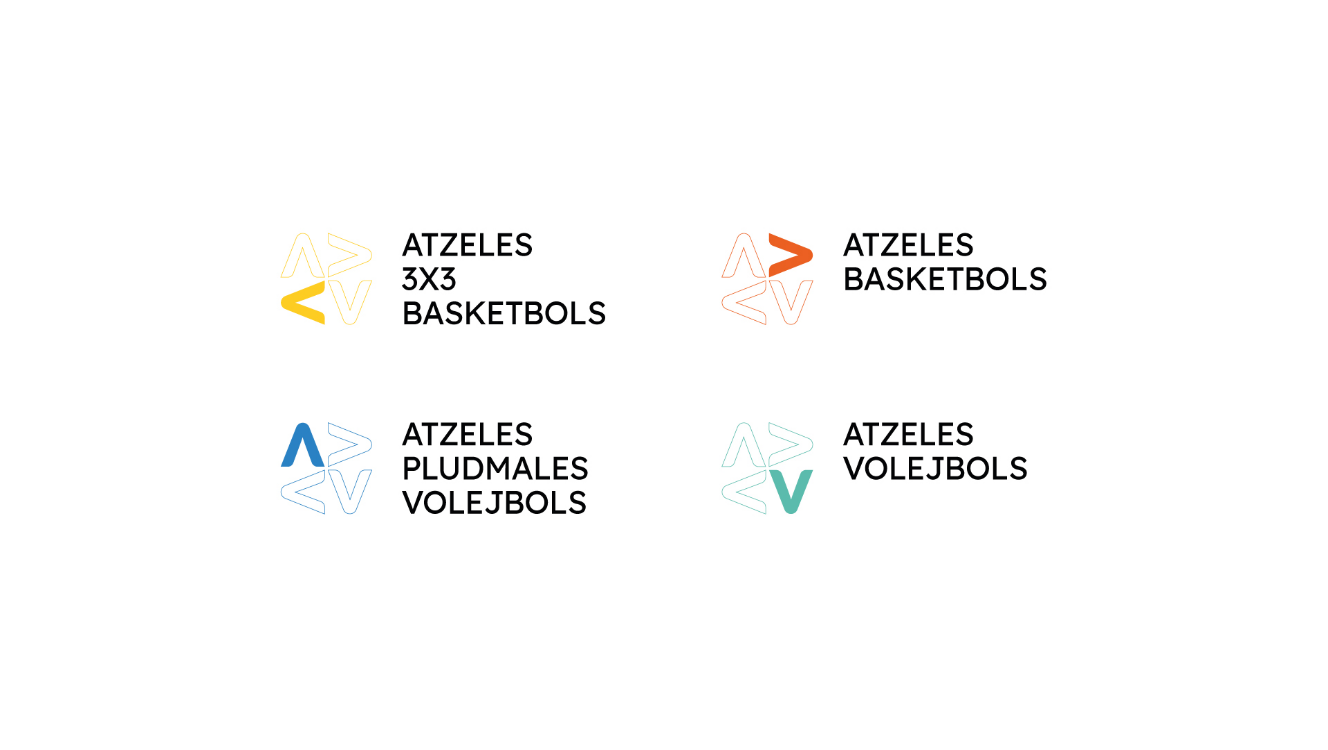 ATZELES
3X3
BASKETBOLS
ATZELES
BASKETBOLS
ATZELES
PLUDMALES
VOLEJBOLS
ATZELES
VOLEJBOLS